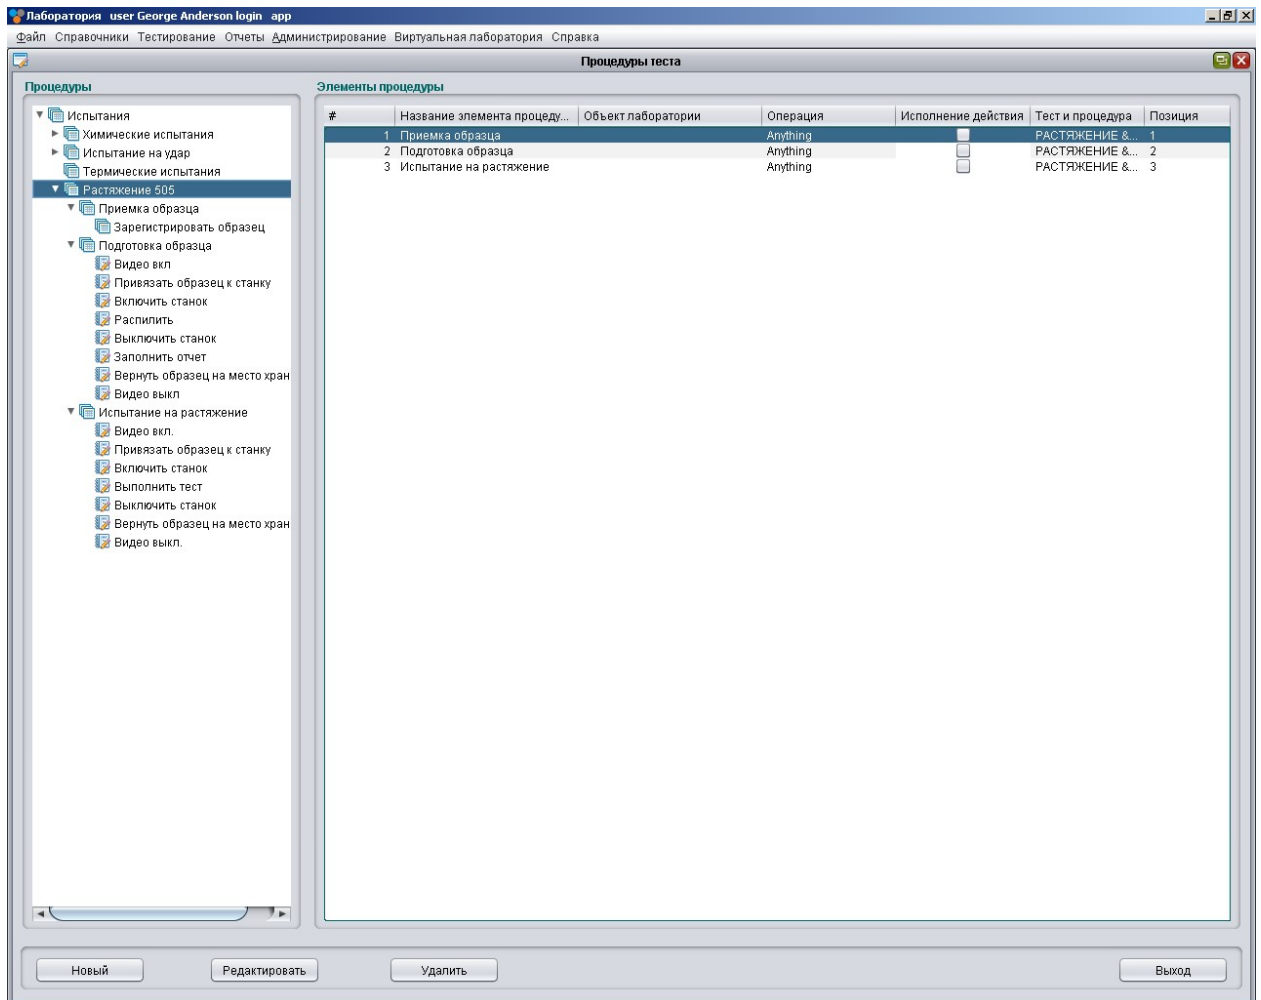 Лаборатория user George Anderson login app
Файл Справочники Тестирование Отчеты Администрирование Виртуальная лаборатория Справка
Процедуры теста
Процедуры
Испытания
Химические испытания
Испытание на удар
Термические испытания
Растяжение 505
Приемка образца
Зарегистрировать образец
Подготовка образца
Видео вкл
Привязать образец к станку
Включить станок
Распилить
Выключить станок
Заполнить отчет
Вернуть образец на место хран
Видео выкл
Испытание на растяжение
Видео вкл.
Привязать образец к станку
Включить станок
Выполнить тест
Выключить станок
Вернуть образец на место хран
Видео выкл.
Элементы процедуры
# Название элемента процеду... Объект лаборатории Операция Исполнение действия Тест и процедура Позиция
1 Приемка образца Anything РАСТЯЖЕНИЕ &... 1
2 Подготовка образца Anything РАСТЯЖЕНИЕ &... 2
3 Испытание на растяжение Anything РАСТЯЖЕНИЕ &... 3
Новый Редактировать Удалить Выход